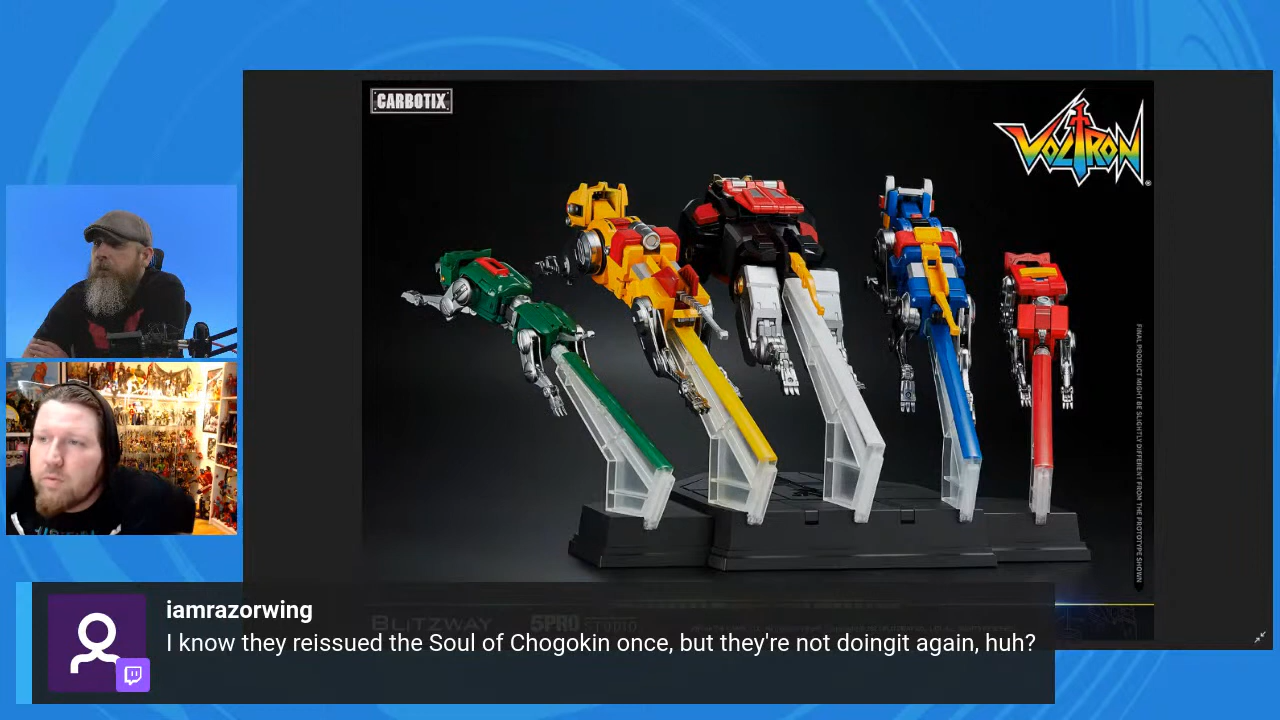 CARBOTIX
VOLTRON
FINAL PRODUCT MIGHT BE SLIGHTLY DIFFERENT FROM THE PROTOTYPE SHOWN
iamrazorwing
I know they reissued the Soul of Chogokin once, but they're not doingit again, huh?
BLITZWAY 5PRO STUDIO